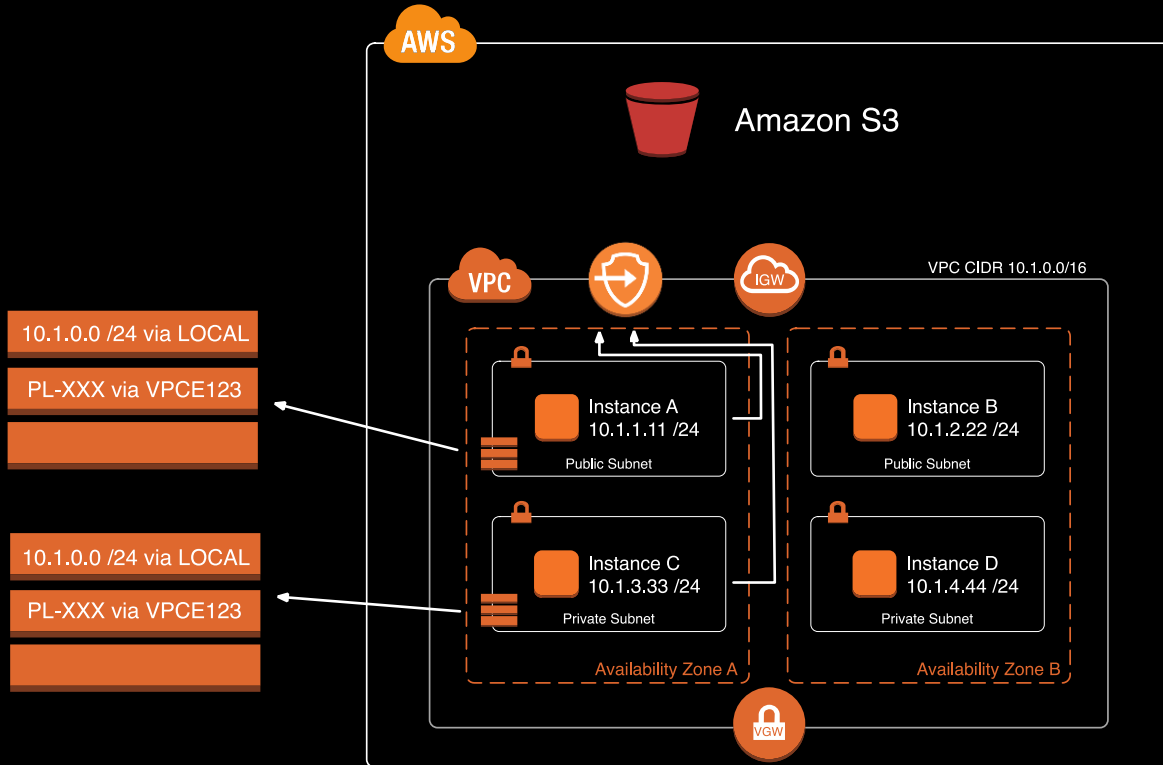 AWS
Amazon S3
VPC
IGW
VPC CIDR 10.1.0.0/16
10.1.0.0 /24 via LOCAL
PL-XXX via VPCE123
Instance A
10.1.1.11 /24
Public Subnet
Instance B
10.1.2.22 /24
Public Subnet
10.1.0.0 /24 via LOCAL
PL-XXX via VPCE123
Instance C
10.1.3.33 /24
Private Subnet
Instance D
10.1.4.44 /24
Private Subnet
Availability Zone A
Availability Zone B
VGW